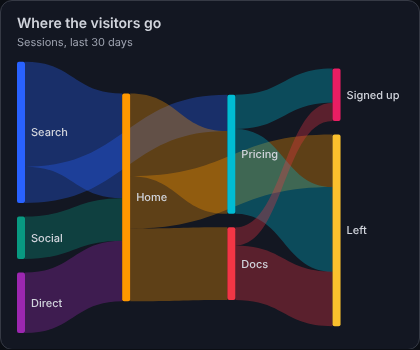 Where the visitors go
Sessions, last 30 days
Search
Social
Direct
Home
Pricing
Docs
Signed up
Left